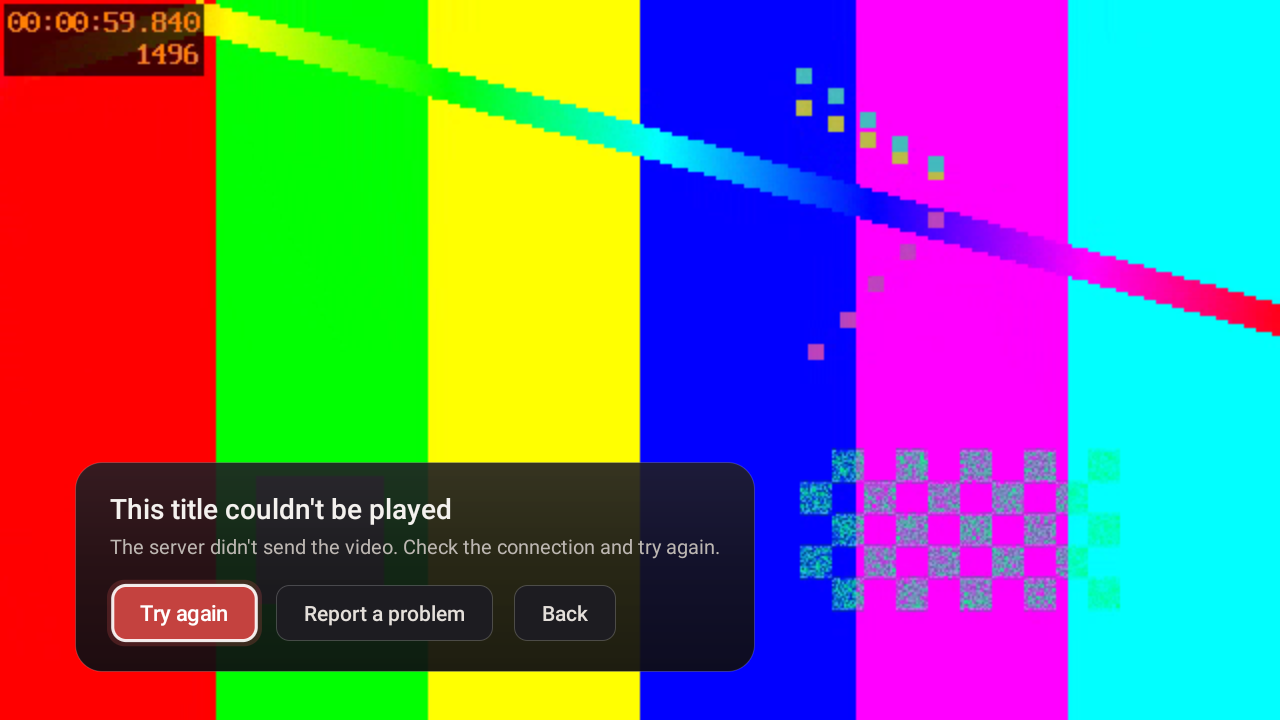 00:00:59.840
1496
This title couldn't be played
The server didn't send the video. Check the connection and try again.
Try again
Report a problem
Back